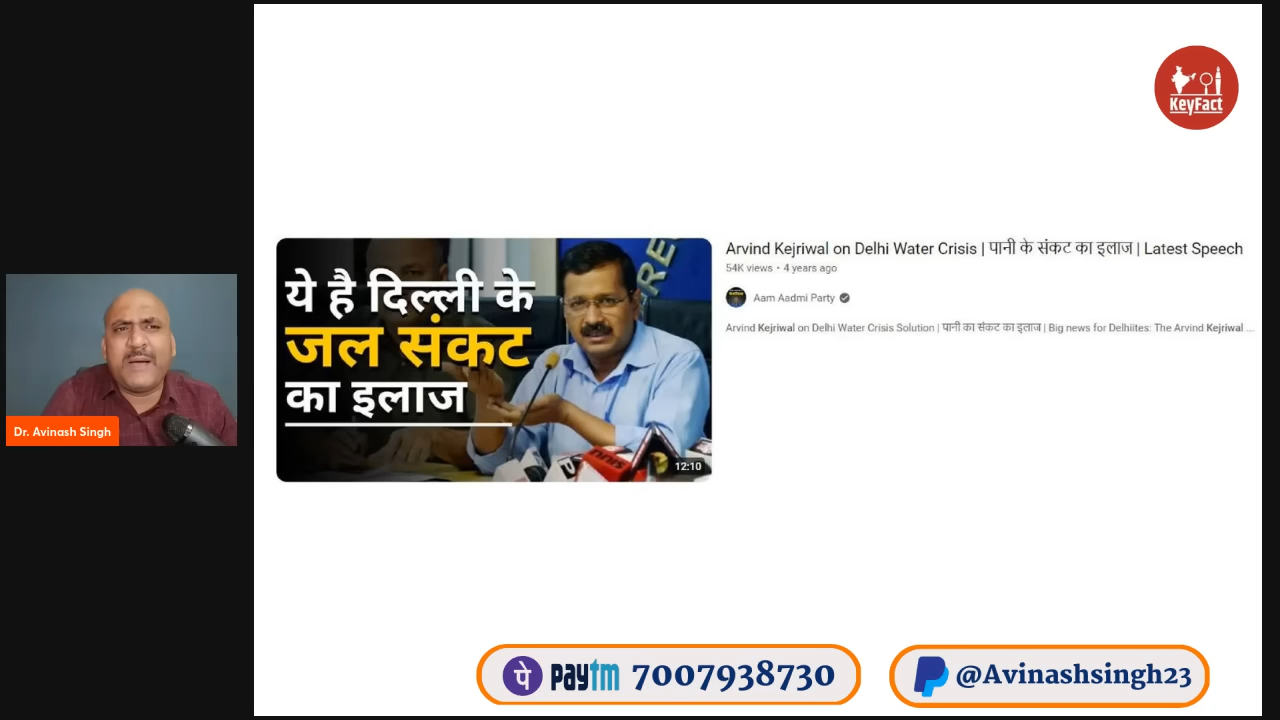 KeyFact
ये है दिल्ली के
जल संकट
का इलाज
12:10
Arvind Kejriwal on Delhi Water Crisis | पानी के संकट का इलाज | Latest Speech
54K views • 4 years ago
Aam Aadmi Party
Arvind Kejriwal on Delhi Water Crisis Solution | पानी का संकट का इलाज | Big news for Delhiites: The Arvind Kejriwal ...
Dr. Avinash Singh
पे paytm 7007938730
@Avinashsingh23